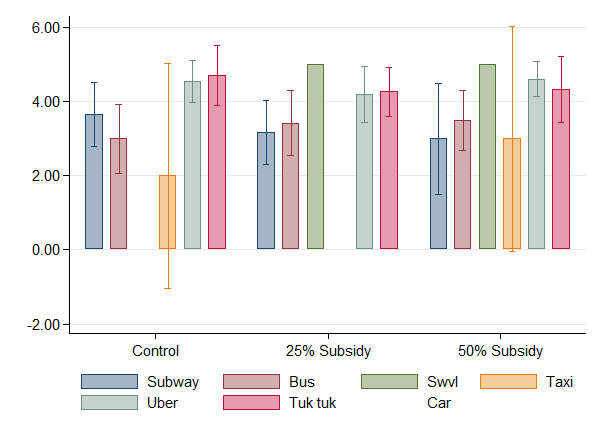 6.00
4.00
2.00
0.00
-2.00
Control 25% Subsidy 50% Subsidy
Subway Bus Swvl Taxi
Uber Tuk tuk Car